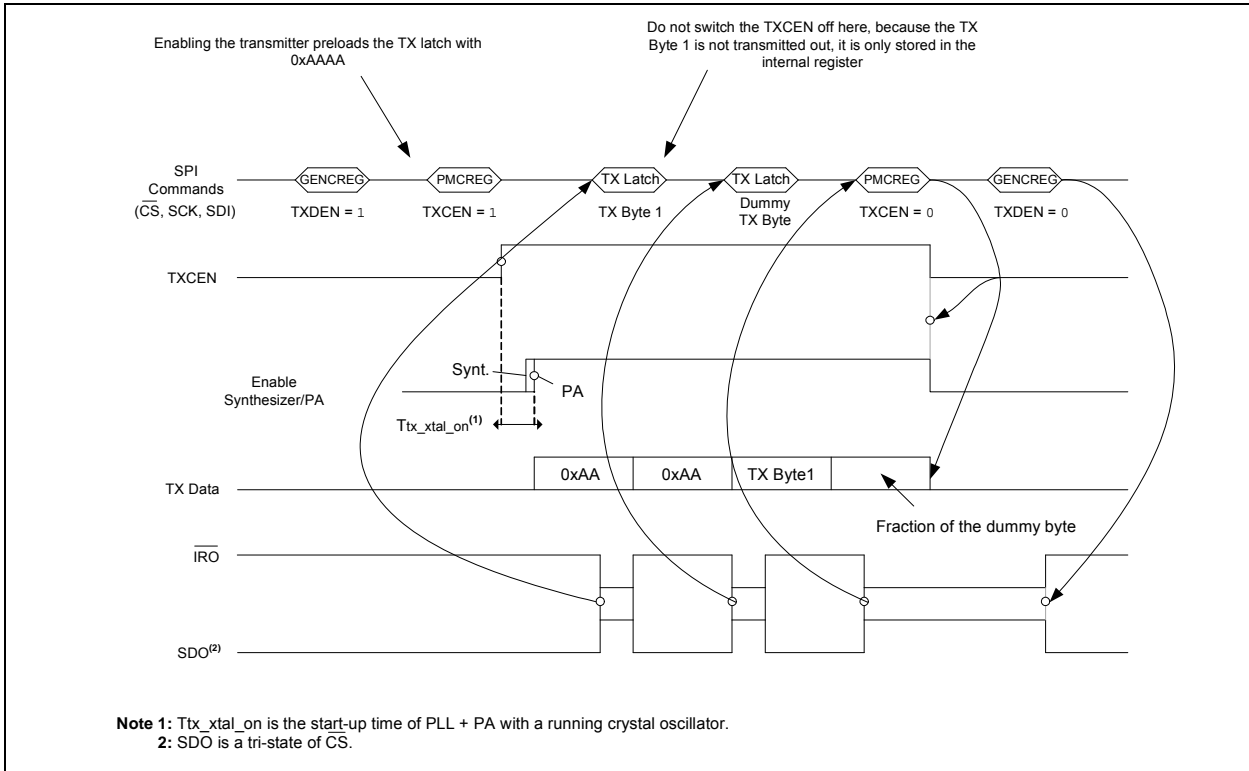 Enabling the transmitter preloads the TX latch with
0xAAAA
Do not switch the TXCEN off here, because the TX
Byte 1 is not transmitted out, it is only stored in the
internal register
SPI
Commands
(CS, SCK, SDI)
GENCREG
PMCREG
TX Latch
TX Latch
PMCREG
GENCREG
TXDEN = 1
TXCEN = 1
TX Byte 1
Dummy
TX Byte
TXCEN = 0
TXDEN = 0
TXCEN
Enable
Synthesizer/PA
Synt.
PA
Ttx_xtal_on(1)
TX Data
0xAA
0xAA
TX Byte1
Fraction of the dummy byte
IRO
SDO(2)
Note 1: Ttx_xtal_on is the start-up time of PLL + PA with a running crystal oscillator.
2: SDO is a tri-state of CS.